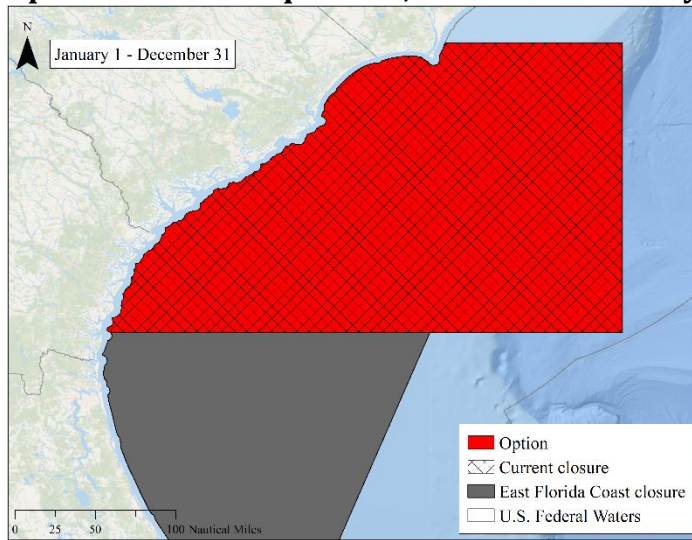 N
January 1 - December 31
Option
Current closure
East Florida Coast closure
U.S. Federal Waters
0 25 50 100 Nautical Miles